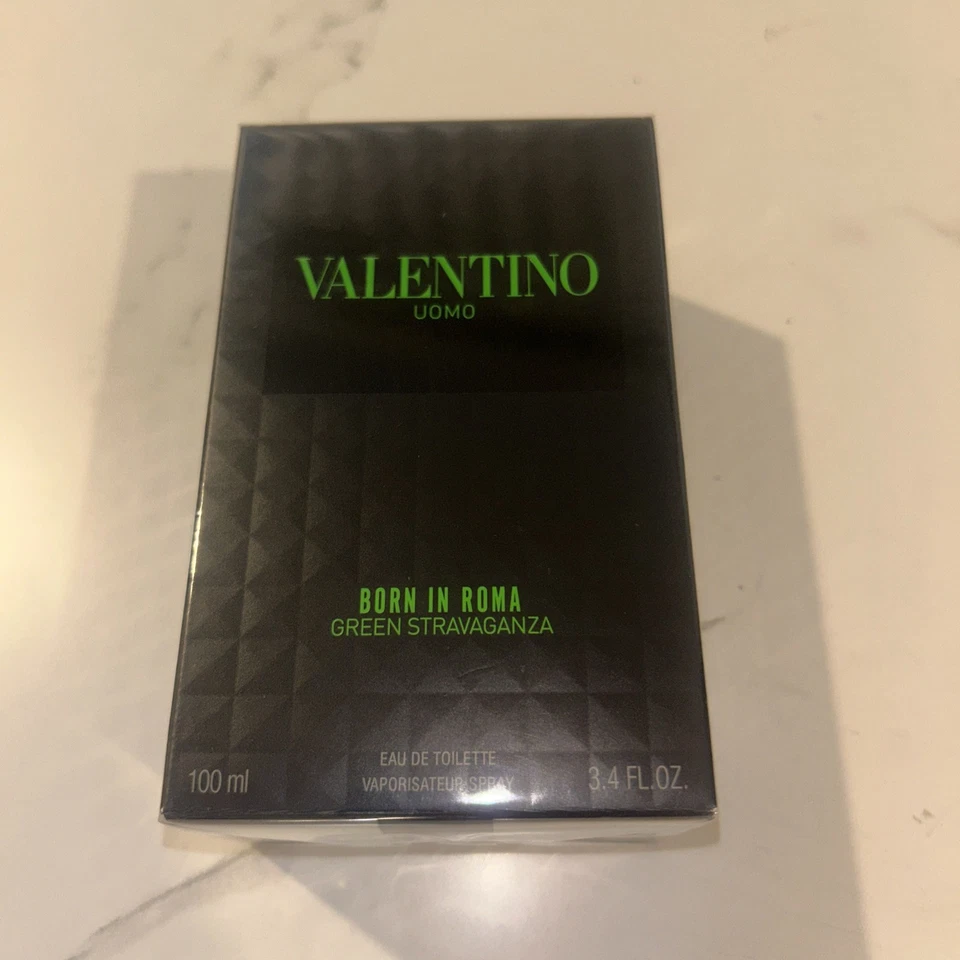 VALENTINO
UOMO
BORN IN ROMA
GREEN STRAVAGANZA
EAU DE TOILETTE
100 ml VAPORISATEUR SPRAY 3.4 FL.OZ.